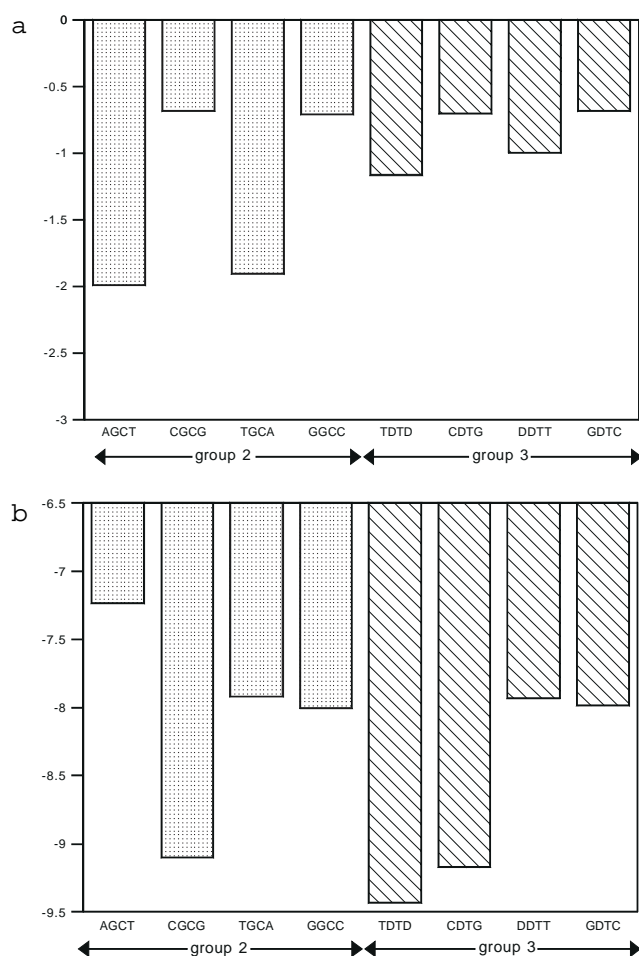 a
0
-0.5
-1
-1.5
-2
-2.5
-3
AGCT CGCG TGCA GGCC TDTD CDTG DDTT GDTC
group 2 group 3
b
-6.5
-7
-7.5
-8
-8.5
-9
-9.5
AGCT CGCG TGCA GGCC TDTD CDTG DDTT GDTC
group 2 group 3